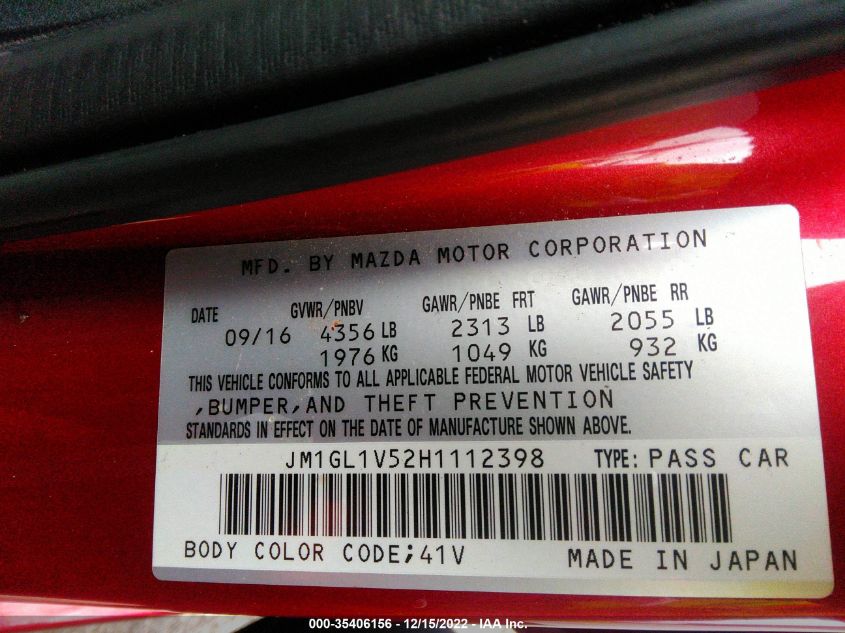 MFD. BY MAZDA MOTOR CORPORATION
DATE GVWR/PNBV GAWR/PNBE FRT GAWR/PNBE RR
09/16 4356 LB 2313 LB 2055 LB
1976 KG 1049 KG 932 KG
THIS VEHICLE CONFORMS TO ALL APPLICABLE FEDERAL MOTOR VEHICLE SAFETY
,BUMPER,AND THEFT PREVENTION
STANDARDS IN EFFECT ON THE DATE OF MANUFACTURE SHOWN ABOVE.
JM1GL1V52H1112398 TYPE: PASS CAR
BODY COLOR CODE;41V MADE IN JAPAN
000-35406156 - 12/15/2022 - IAA Inc.